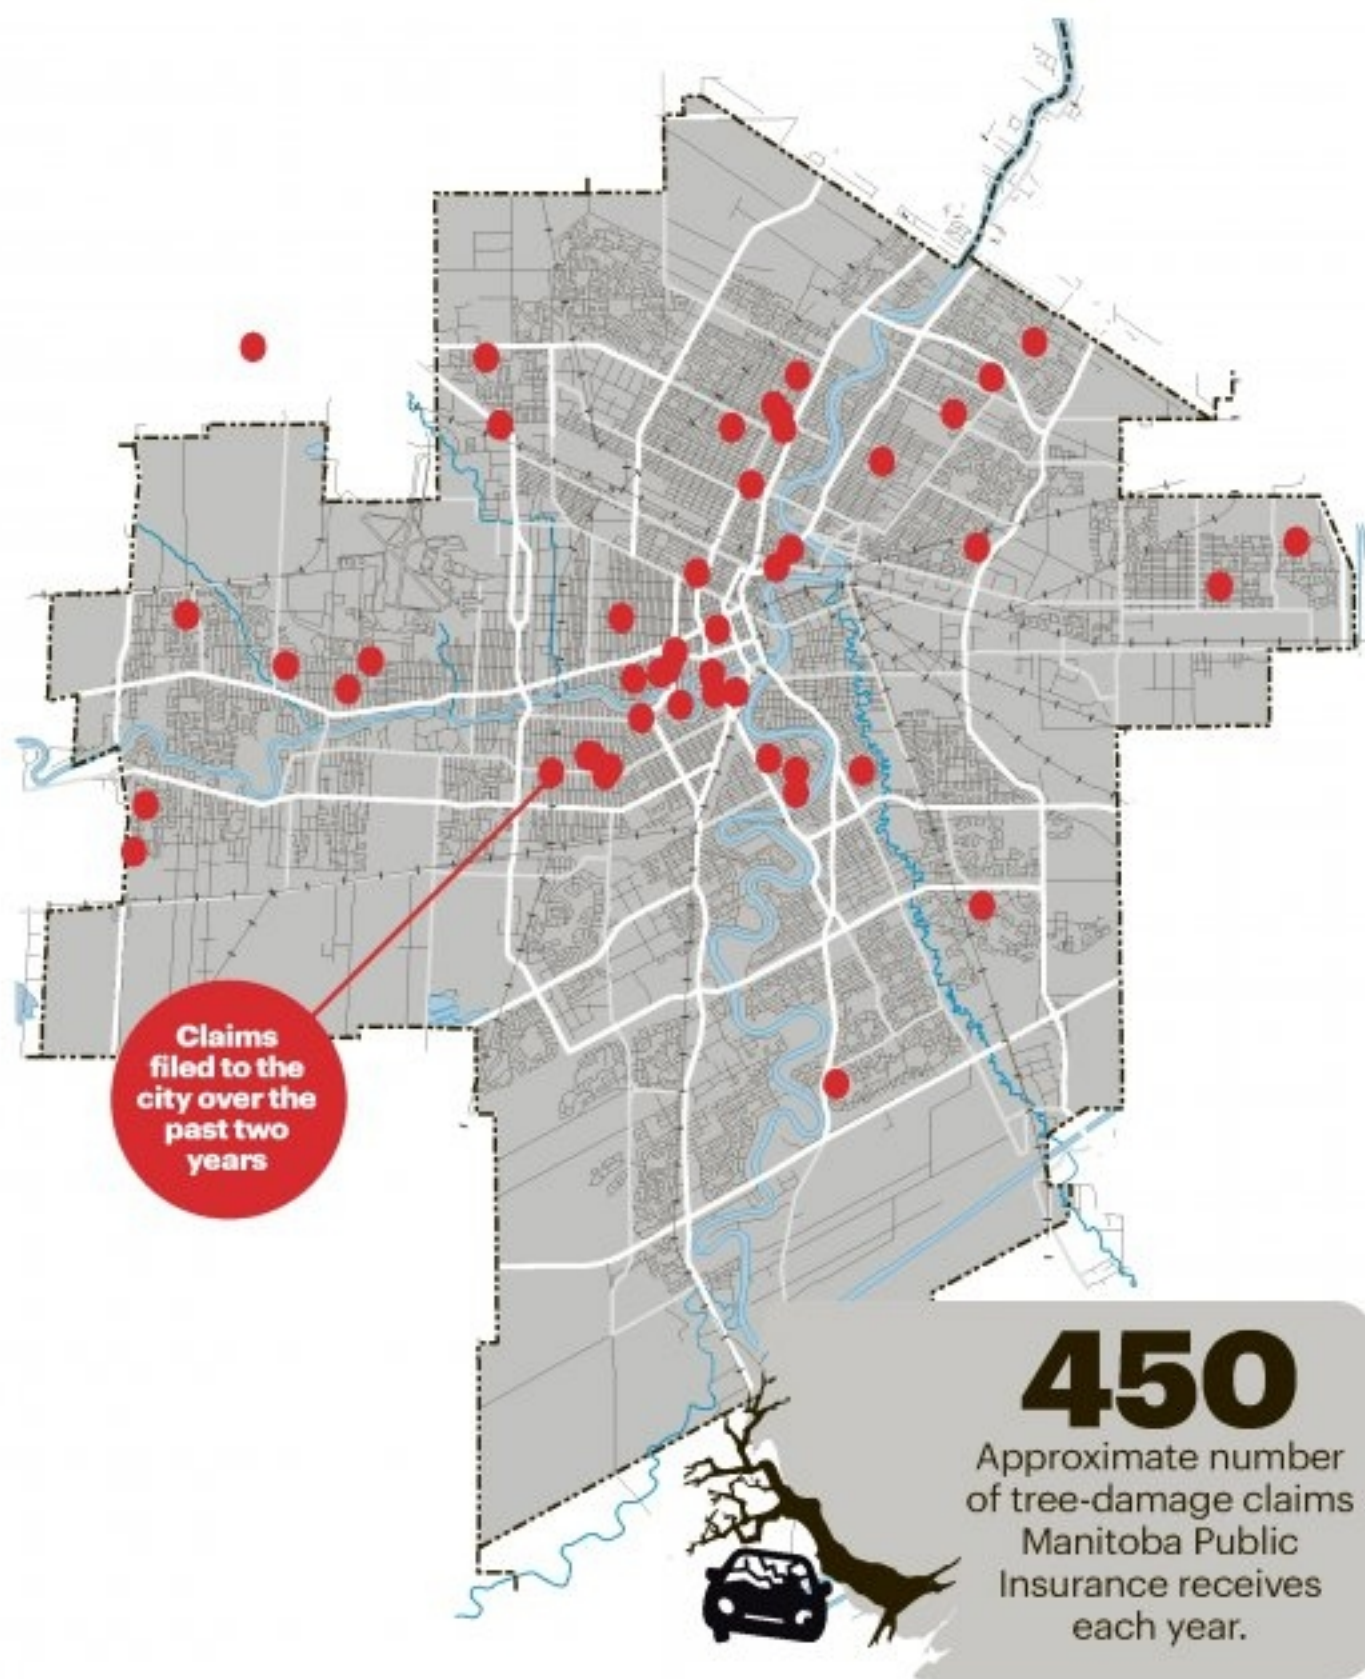 Claims
filed to the
city over the
past two
years
450
Approximate number
of tree-damage claims
Manitoba Public
Insurance receives
each year.